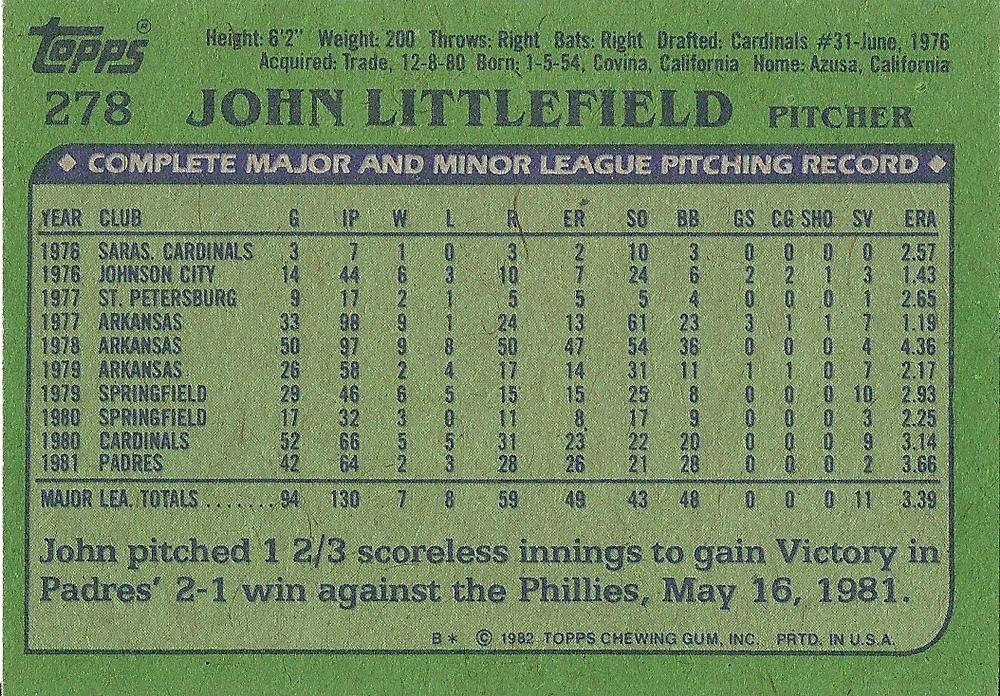 topps®
Height: 6'2" Weight: 200 Throws: Right Bats: Right Drafted: Cardinals #31-June, 1976
Acquired: Trade, 12-8-80 Born: 1-5-54, Covina, California Home: Azusa, California
278 JOHN LITTLEFIELD PITCHER
◆ COMPLETE MAJOR AND MINOR LEAGUE PITCHING RECORD ◆
YEAR CLUB G IP W L R ER SO BB GS CG SHO SV ERA
1976 SARAS. CARDINALS 3 7 1 0 3 2 10 3 0 0 0 0 2.57
1976 JOHNSON CITY 14 44 6 3 10 7 24 6 2 2 1 3 1.43
1977 ST. PETERSBURG 9 17 2 1 5 5 5 4 0 0 0 1 2.65
1977 ARKANSAS 33 98 9 1 24 13 61 23 3 1 1 7 1.19
1978 ARKANSAS 50 97 9 8 50 47 54 36 0 0 0 4 4.36
1979 ARKANSAS 26 58 2 4 17 14 31 11 1 1 0 7 2.17
1979 SPRINGFIELD 29 46 6 5 15 15 25 8 0 0 0 10 2.93
1980 SPRINGFIELD 17 32 3 0 11 8 17 9 0 0 0 3 2.25
1980 CARDINALS 52 66 5 5 31 23 22 20 0 0 0 9 3.14
1981 PADRES 42 64 2 3 28 26 21 28 0 0 0 2 3.66
MAJOR LEA. TOTALS ....... 94 130 7 8 59 49 43 48 0 0 0 11 3.39
John pitched 1 2/3 scoreless innings to gain Victory in
Padres' 2-1 win against the Phillies, May 16, 1981.
B* © 1982 TOPPS CHEWING GUM, INC. PRTD. IN U.S.A.